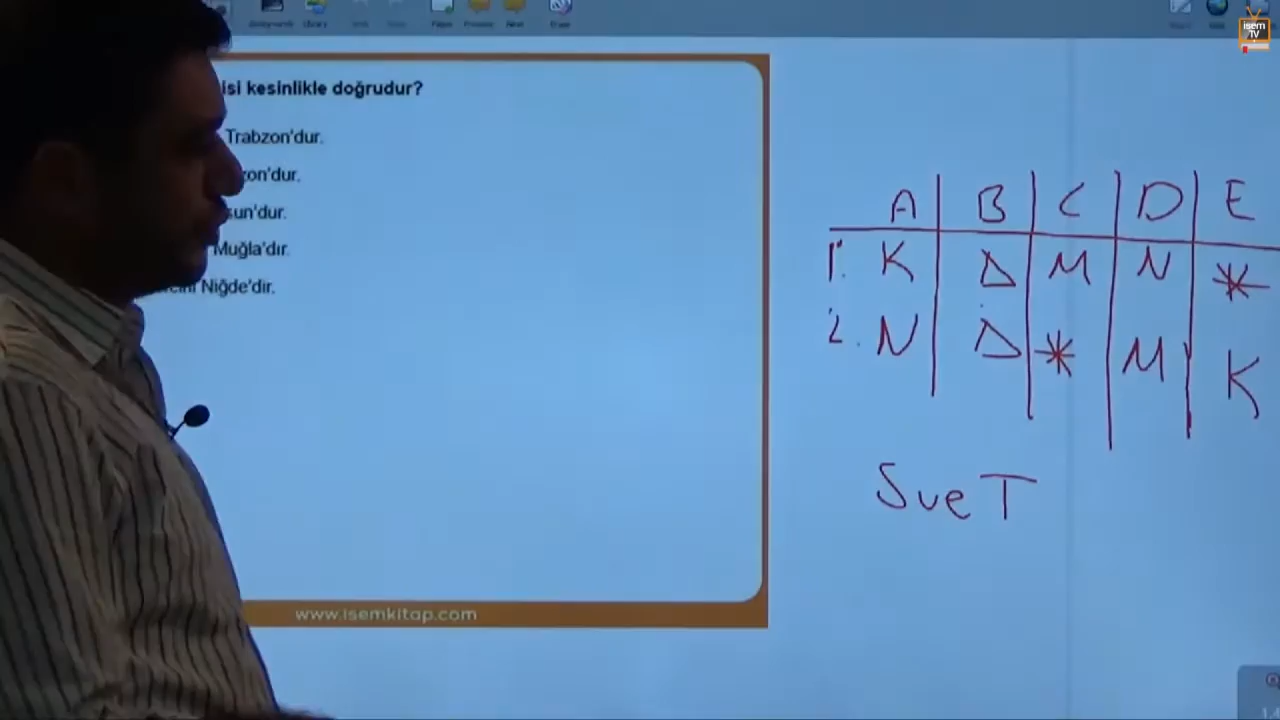 isem
TV
isi kesinlikle doğrudur?
Trabzon'dur.
zon'dur.
sun'dur.
Muğla'dır.
Niğde'dir.
A B C D E
1. K D M N *
2. N D * M K
S ve T
www.isemkitap.com